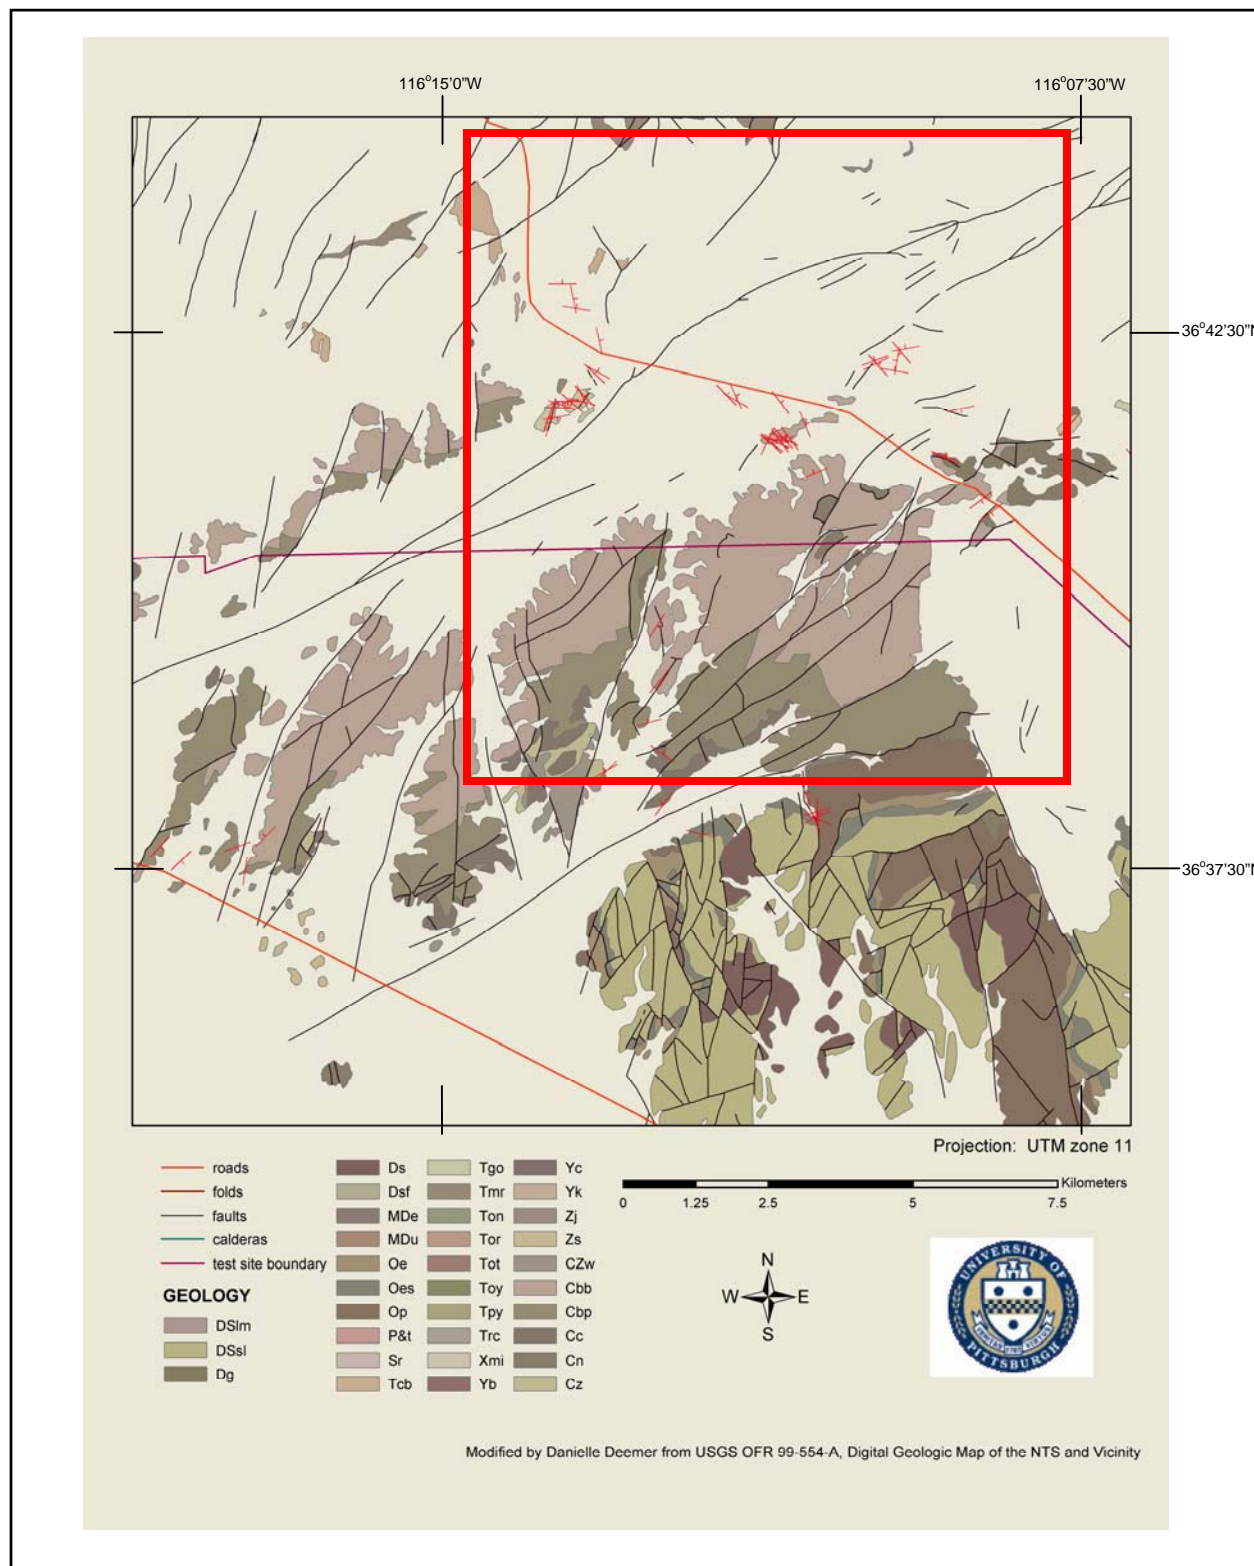 116°15'0"W
116°07'30"W
36°42'30"N
36°37'30"N
Projection: UTM zone 11
roads
folds
faults
calderas
test site boundary
GEOLOGY
DSlm
DSsl
Dg
Ds
Dsf
MDe
MDu
Oe
Oes
Op
P&t
Sr
Tcb
Tgo
Tmr
Ton
Tor
Tot
Toy
Tpy
Trc
Xmi
Yb
Yc
Yk
Zj
Zs
CZw
Cbb
Cbp
Cc
Cn
Cz
Kilometers
0 1.25 2.5 5 7.5
N
W E
S
UNIVERSITY OF
PITTSBURGH
Modified by Danielle Deemer from USGS OFR 99-554-A, Digital Geologic Map of the NTS and Vicinity